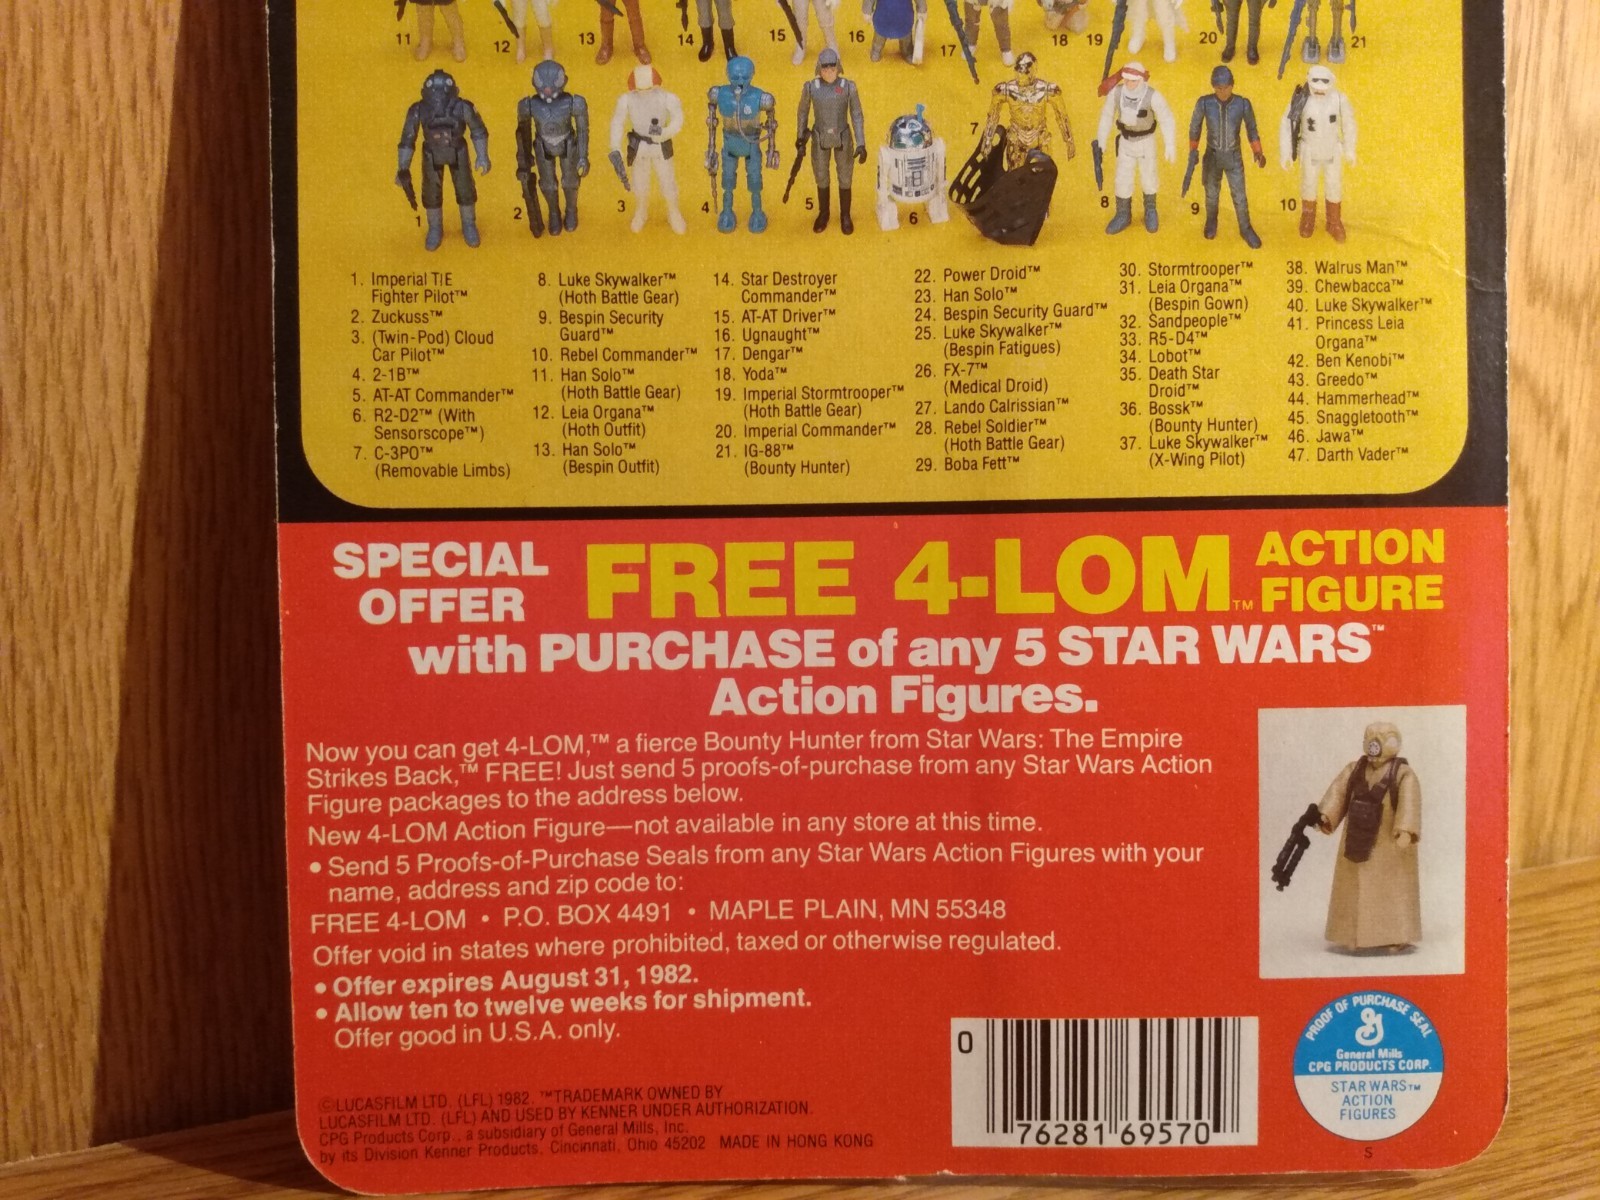 11
12
13
14
15
16
17
18
19
20
21
1
2
3
4
5
6
7
8
9
10
1. Imperial TIE
Fighter Pilot™
2. Zuckuss™
3. (Twin-Pod) Cloud
Car Pilot™
4. 2-1B™
5. AT-AT Commander™
6. R2-D2™ (With
Sensorscope™)
7. C-3PO™
(Removable Limbs)
8. Luke Skywalker™
(Hoth Battle Gear)
9. Bespin Security
Guard™
10. Rebel Commander™
11. Han Solo™
(Hoth Battle Gear)
12. Leia Organa™
(Hoth Outfit)
13. Han Solo™
(Bespin Outfit)
14. Star Destroyer
Commander™
15. AT-AT Driver™
16. Ugnaught™
17. Dengar™
18. Yoda™
19. Imperial Stormtrooper™
(Hoth Battle Gear)
20. Imperial Commander™
21. IG-88™
(Bounty Hunter)
22. Power Droid™
23. Han Solo™
24. Bespin Security Guard™
25. Luke Skywalker™
(Bespin Fatigues)
26. FX-7™
(Medical Droid)
27. Lando Calrissian™
28. Rebel Soldier™
(Hoth Battle Gear)
29. Boba Fett™
30. Stormtrooper™
31. Leia Organa™
(Bespin Gown)
32. Sandpeople™
33. R5-D4™
34. Lobot™
35. Death Star
Droid™
36. Bossk™
(Bounty Hunter)
37. Luke Skywalker™
(X-Wing Pilot)
38. Walrus Man™
39. Chewbacca™
40. Luke Skywalker™
41. Princess Leia
Organa™
42. Ben Kenobi™
43. Greedo™
44. Hammerhead™
45. Snaggletooth™
46. Jawa™
47. Darth Vader™
SPECIAL
OFFER
FREE 4-LOM™
ACTION
FIGURE
with PURCHASE of any 5 STAR WARS™
Action Figures.
Now you can get 4-LOM,™ a fierce Bounty Hunter from Star Wars: The Empire
Strikes Back,™ FREE! Just send 5 proofs-of-purchase from any Star Wars Action
Figure packages to the address below.
New 4-LOM Action Figure—not available in any store at this time.
• Send 5 Proofs-of-Purchase Seals from any Star Wars Action Figures with your
name, address and zip code to:
FREE 4-LOM • P.O. BOX 4491 • MAPLE PLAIN, MN 55348
Offer void in states where prohibited, taxed or otherwise regulated.
• Offer expires August 31, 1982.
• Allow ten to twelve weeks for shipment.
Offer good in U.S.A. only.
©LUCASFILM LTD. (LFL) 1982. ™TRADEMARK OWNED BY
LUCASFILM LTD. (LFL) AND USED BY KENNER UNDER AUTHORIZATION.
CPG Products Corp., a subsidiary of General Mills, Inc.
by its Division Kenner Products, Cincinnati, Ohio 45202 MADE IN HONG KONG
0 76281 69570
PROOF OF PURCHASE SEAL
General Mills
CPG PRODUCTS CORP.
STAR WARS™
ACTION
FIGURES
S